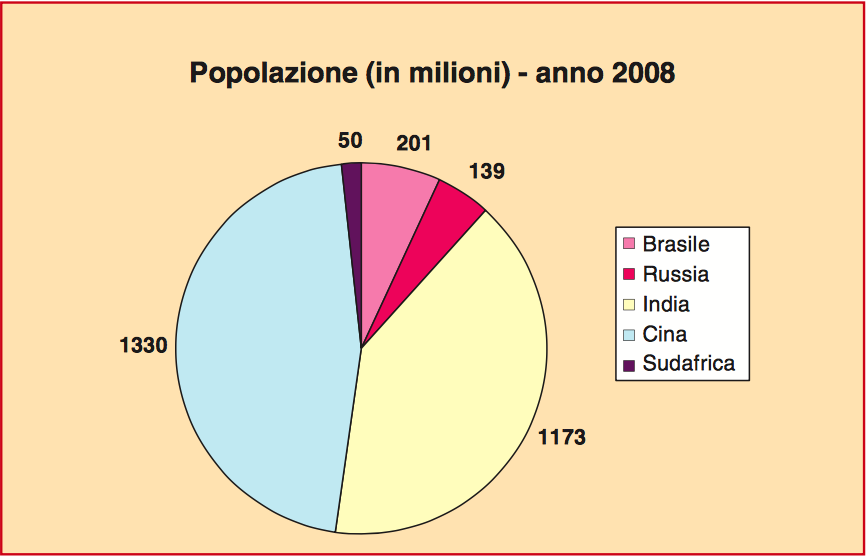 Popolazione (in milioni) - anno 2008
50
201
139
1330
1173
Brasile
Russia
India
Cina
Sudafrica